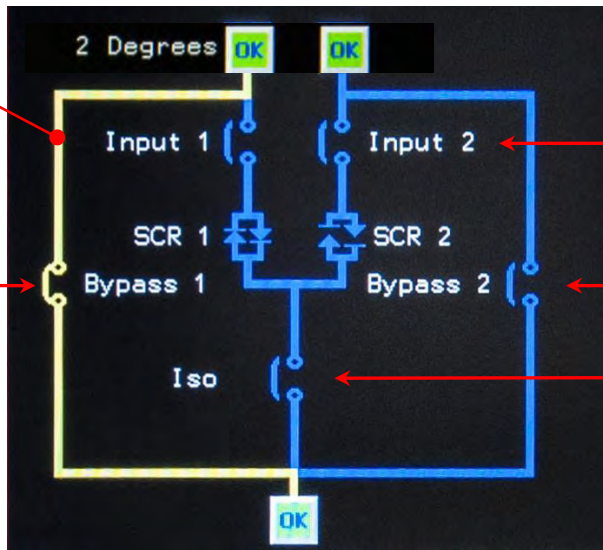 2 Degrees OK OK
Input 1 Input 2
SCR 1 SCR 2
Bypass 1 Bypass 2
Iso
OK